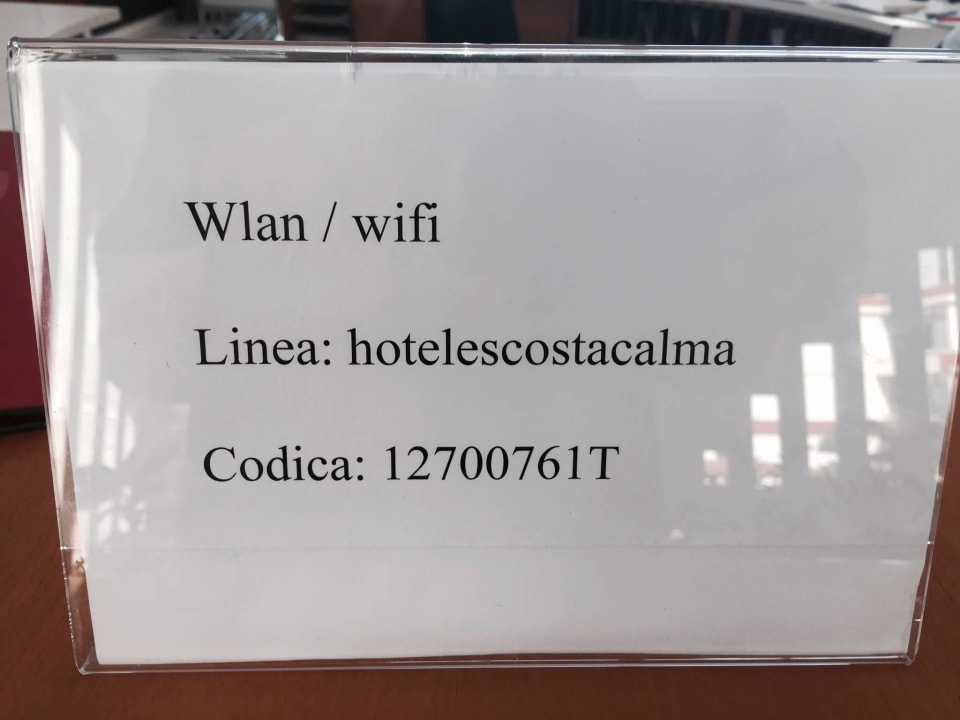 Wlan / wifi
Linea: hotelescostacalma
Codica: 12700761T